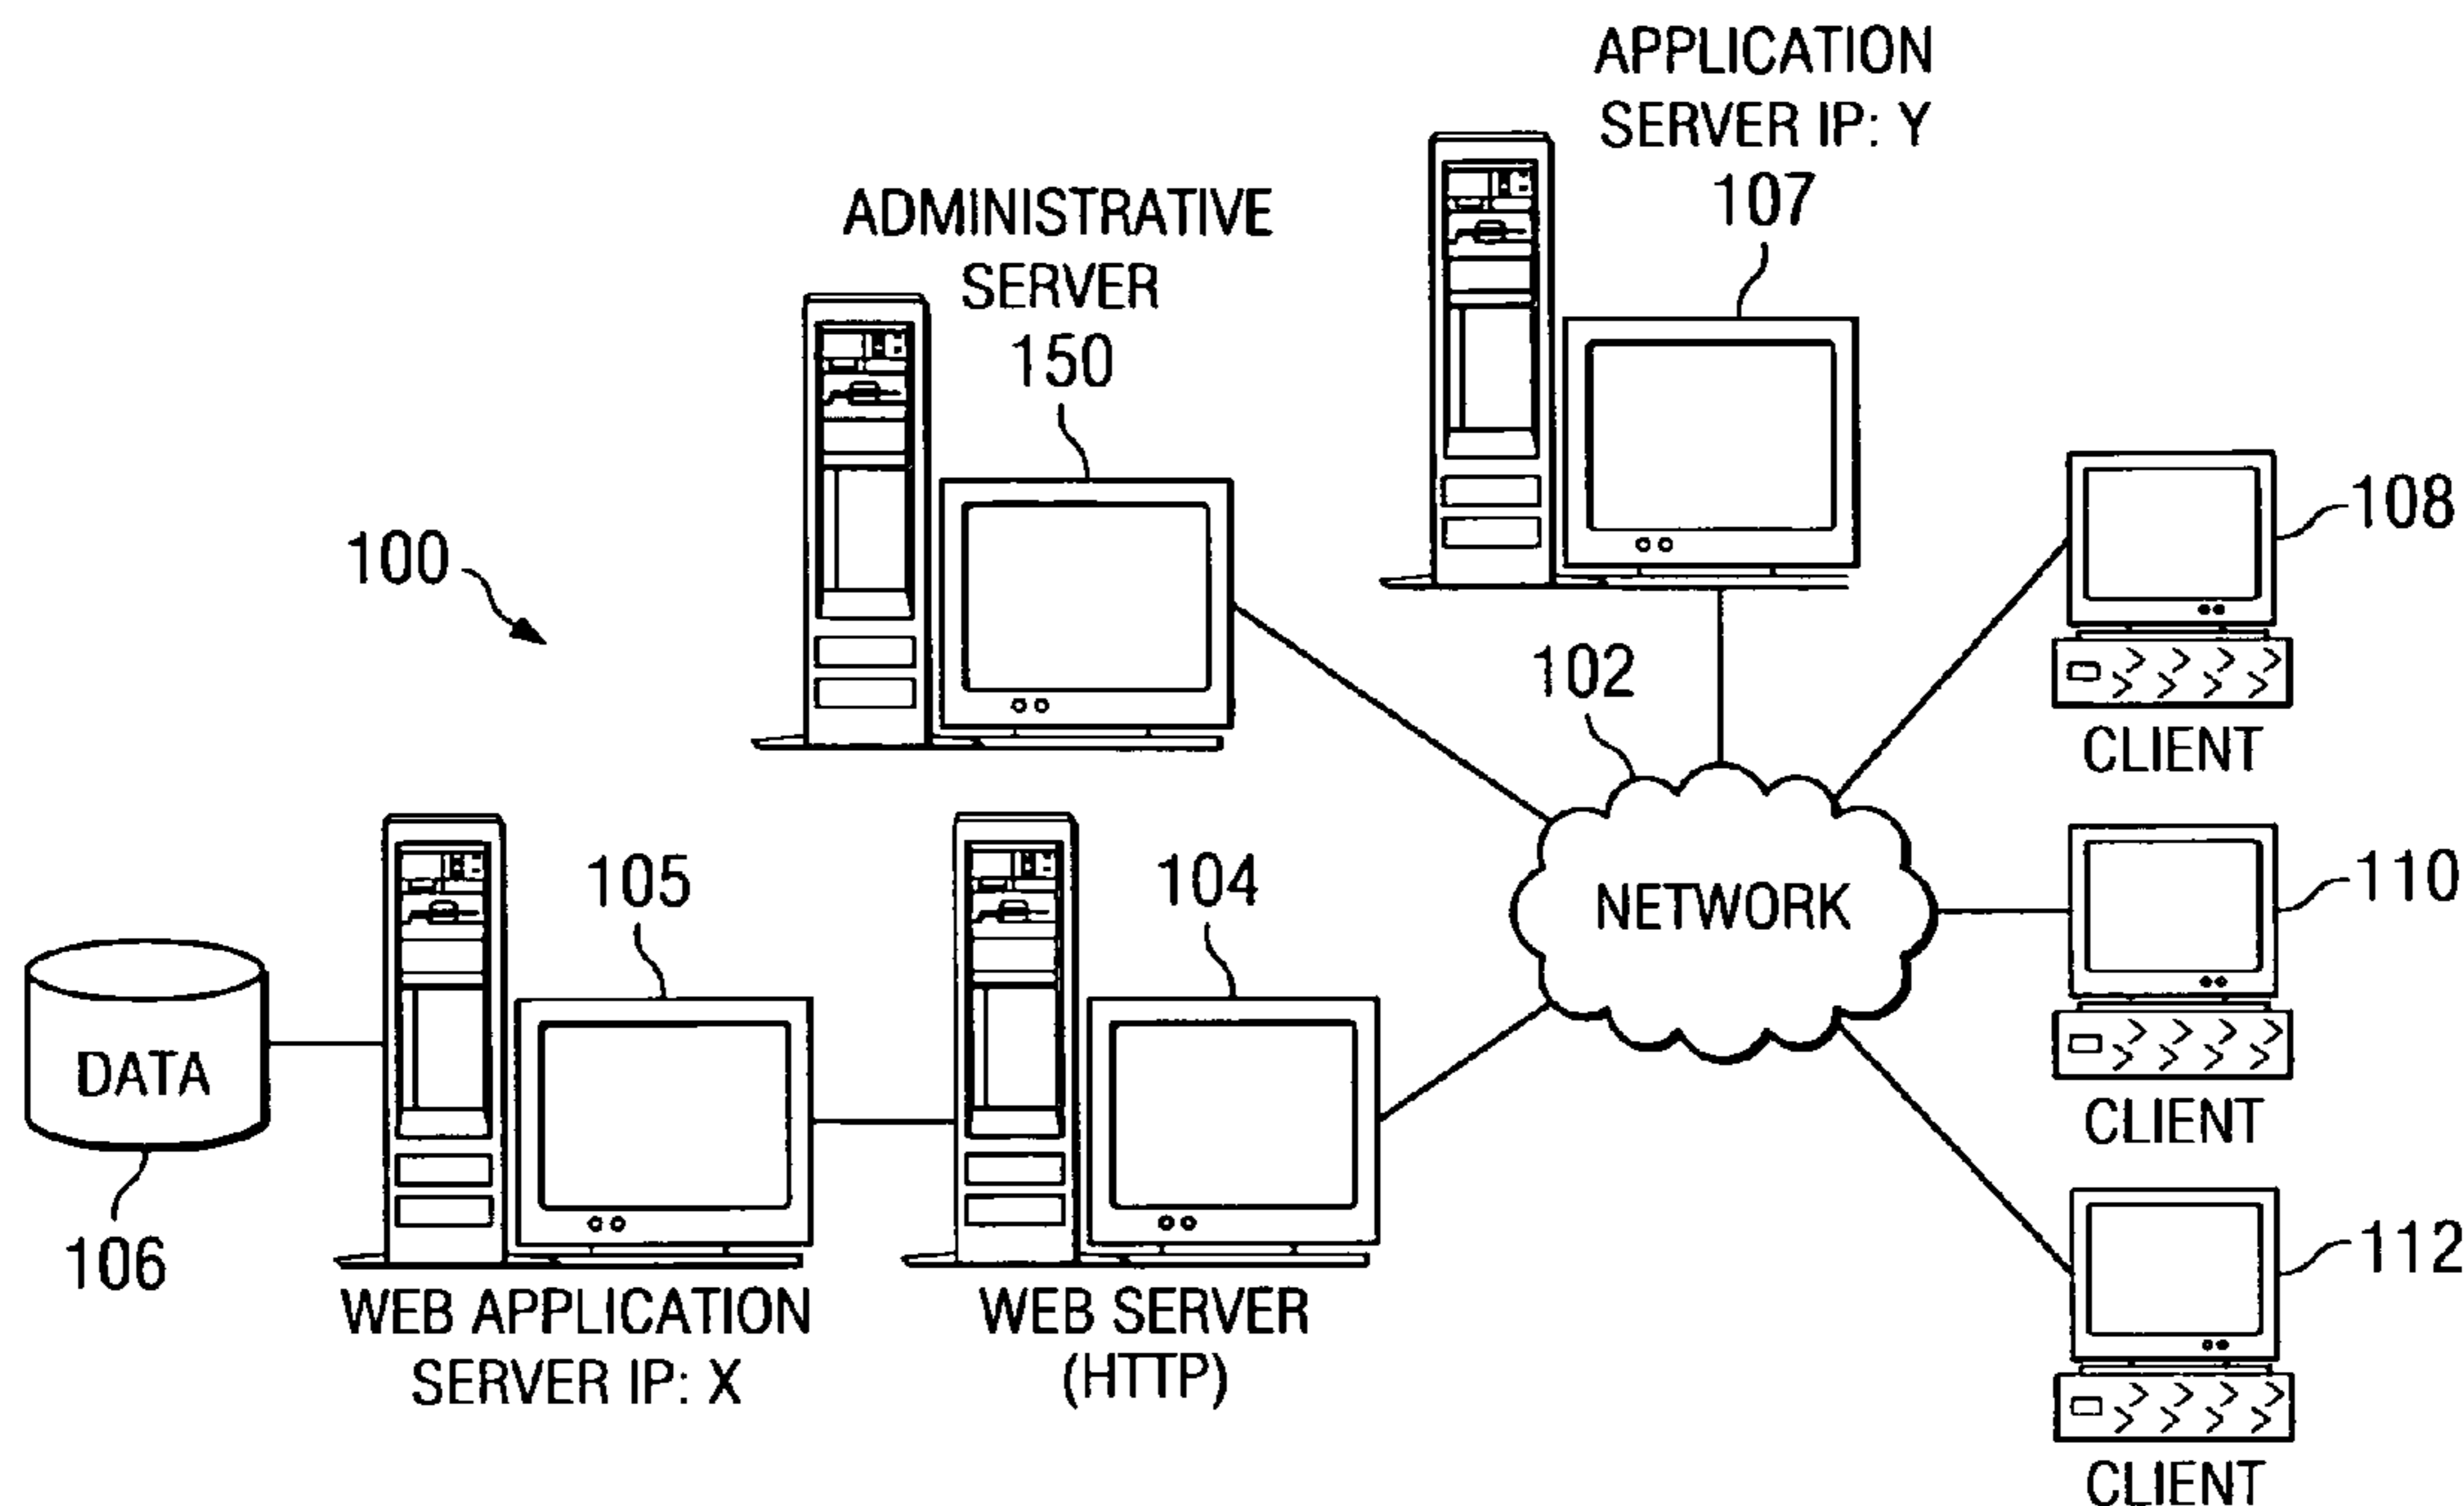 APPLICATION
SERVER IP: Y
107
ADMINISTRATIVE
SERVER
150
100
108
CLIENT
102
NETWORK
110
CLIENT
105
104
DATA
106
WEB APPLICATION
SERVER IP: X
WEB SERVER
(HTTP)
112
CLIENT